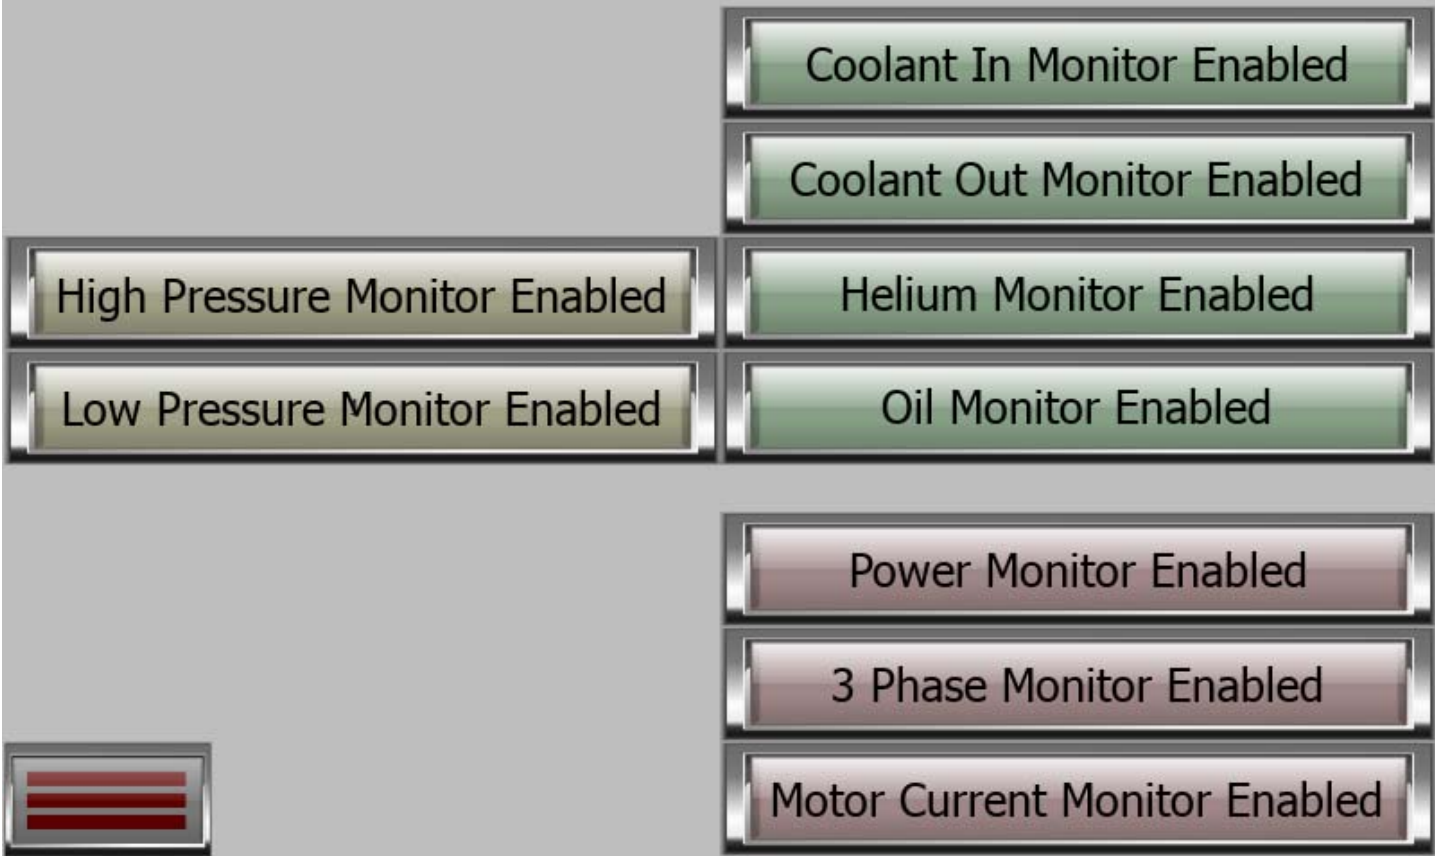 Coolant In Monitor Enabled
Coolant Out Monitor Enabled
High Pressure Monitor Enabled
Helium Monitor Enabled
Low Pressure Monitor Enabled
Oil Monitor Enabled
Power Monitor Enabled
3 Phase Monitor Enabled
Motor Current Monitor Enabled